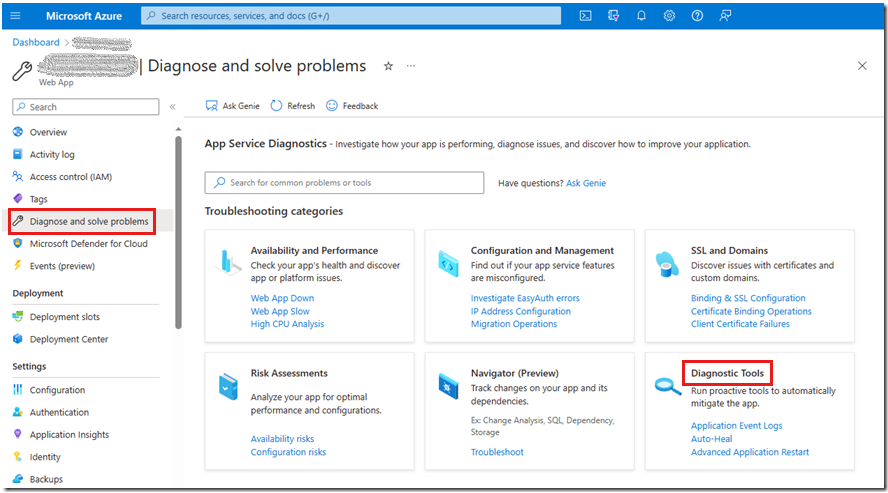 Microsoft Azure
Search resources, services, and docs (G+/)
Dashboard >
| Diagnose and solve problems
Web App
Search
Ask Genie
Refresh
Feedback
Overview
Activity log
Access control (IAM)
Tags
Diagnose and solve problems
Microsoft Defender for Cloud
Events (preview)
Deployment
Deployment slots
Deployment Center
Settings
Configuration
Authentication
Application Insights
Identity
Backups
App Service Diagnostics - Investigate how your app is performing, diagnose issues, and discover how to improve your application.
Search for common problems or tools
Have questions? Ask Genie
Troubleshooting categories
Availability and Performance
Check your app's health and discover
app or platform issues.
Web App Down
Web App Slow
High CPU Analysis
Configuration and Management
Find out if your app service features
are misconfigured.
Investigate EasyAuth errors
IP Address Configuration
Migration Operations
SSL and Domains
Discover issues with certificates and
custom domains.
Binding & SSL Configuration
Certificate Binding Operations
Client Certificate Failures
Risk Assessments
Analyze your app for optimal
performance and configurations.
Availability risks
Configuration risks
Navigator (Preview)
Track changes on your app and its
dependencies.
Ex: Change Analysis, SQL, Dependency,
Storage
Troubleshoot
Diagnostic Tools
Run proactive tools to automatically
mitigate the app.
Application Event Logs
Auto-Heal
Advanced Application Restart